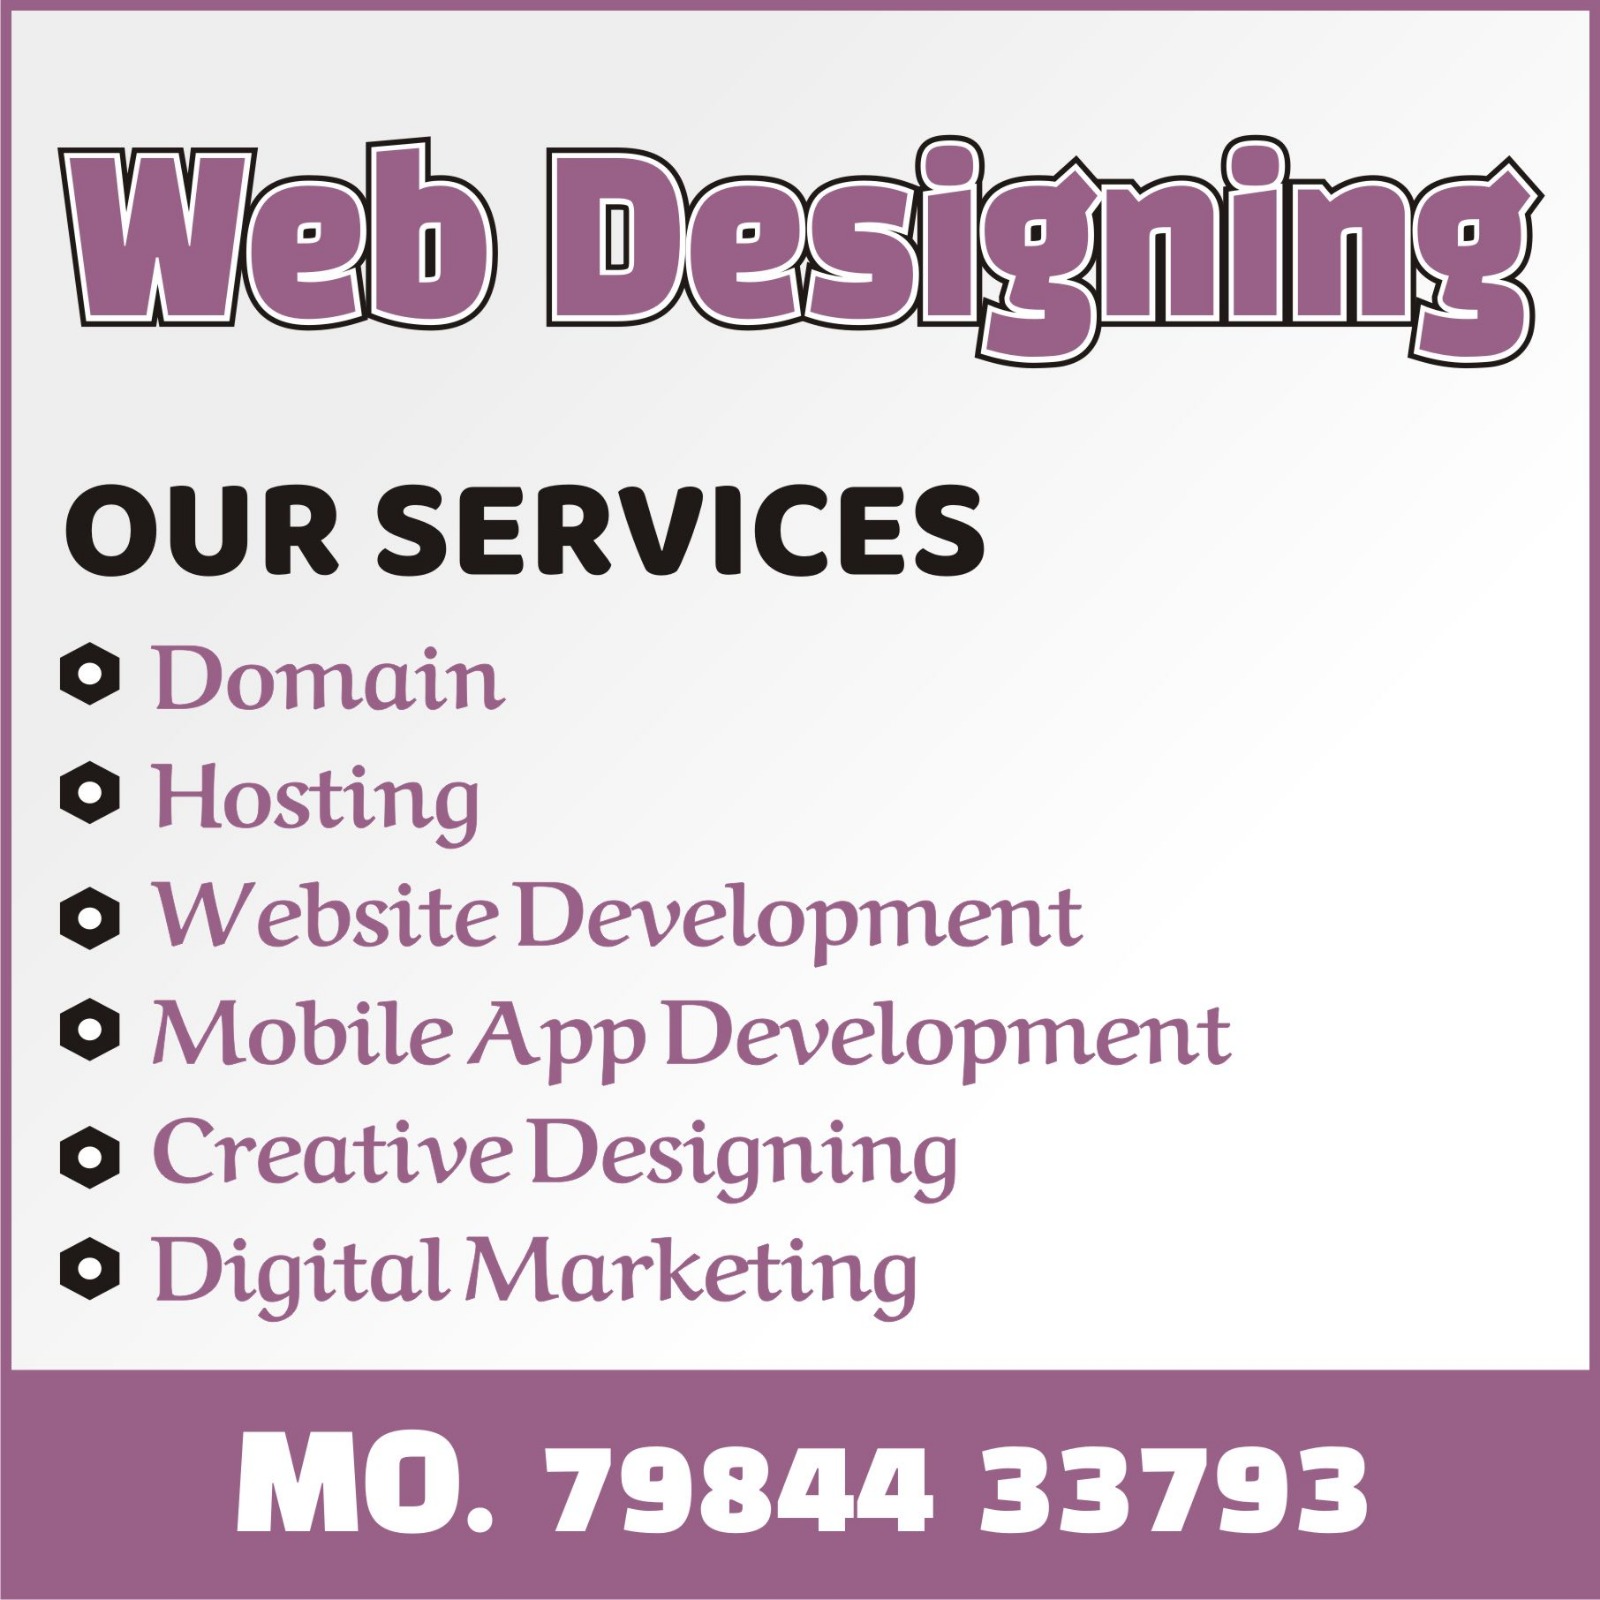 Web Designing
OUR SERVICES
Domain
Hosting
Website Development
Mobile App Development
Creative Designing
Digital Marketing
MO. 79844 33793